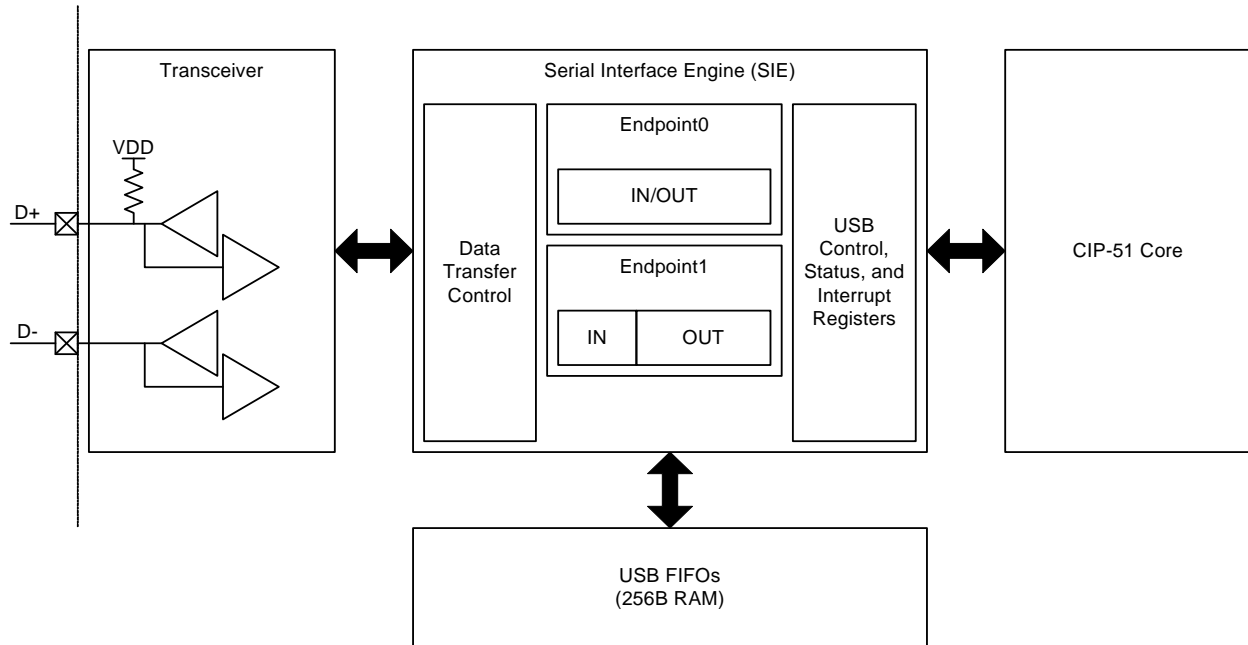 Transceiver
VDD
D+
D-
Serial Interface Engine (SIE)
Data
Transfer
Control
Endpoint0
IN/OUT
Endpoint1
IN
OUT
USB
Control,
Status, and
Interrupt
Registers
CIP-51 Core
USB FIFOs
(256B RAM)